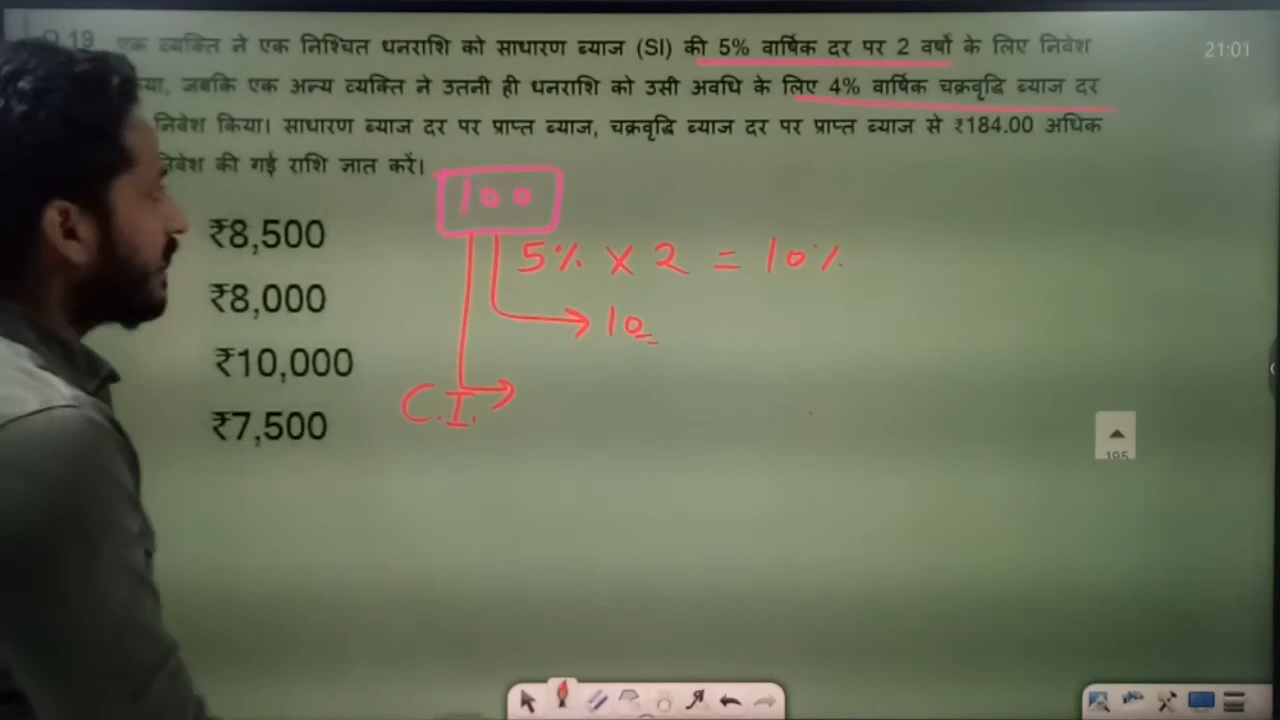 Q.19 एक व्यक्ति ने एक निश्चित धनराशि को साधारण ब्याज (SI) की 5% वार्षिक दर पर 2 वर्षों के लिए निवेश
21:01
जबकि एक अन्य व्यक्ति ने उतनी ही धनराशि को उसी अवधि के लिए 4% वार्षिक चक्रवृद्धि ब्याज दर
निवेश किया। साधारण ब्याज दर पर प्राप्त ब्याज, चक्रवृद्धि ब्याज दर पर प्राप्त ब्याज से ₹184.00 अधिक
निवेश की गई राशि ज्ञात करें।
100
₹8,500
5% × 2 = 10%
₹8,000
10
₹10,000
C.I.
₹7,500
195